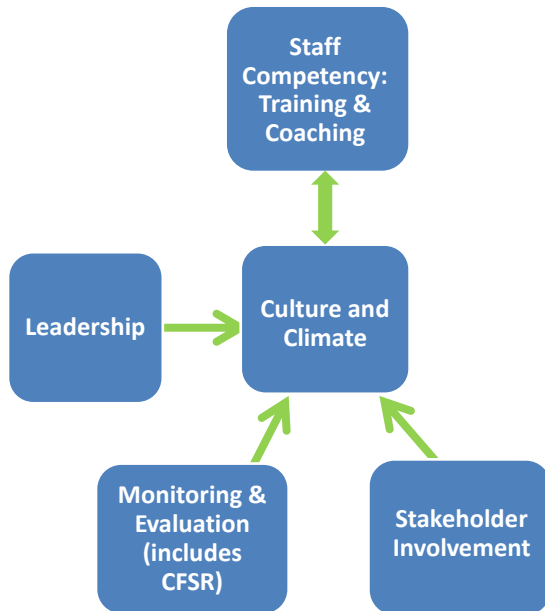 Staff
Competency:
Training &
Coaching
Leadership
Culture and
Climate
Monitoring &
Evaluation
(includes
CFSR)
Stakeholder
Involvement